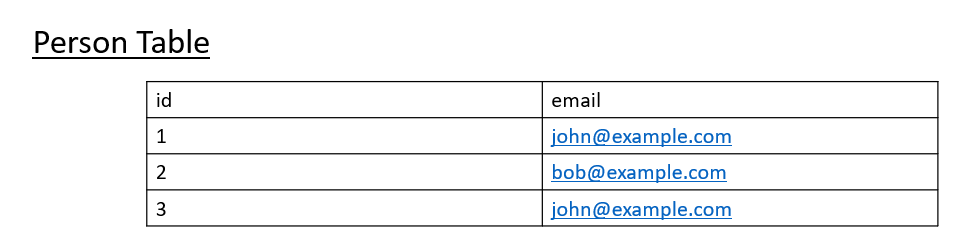 Person Table
id email
1 john@example.com
2 bob@example.com
3 john@example.com